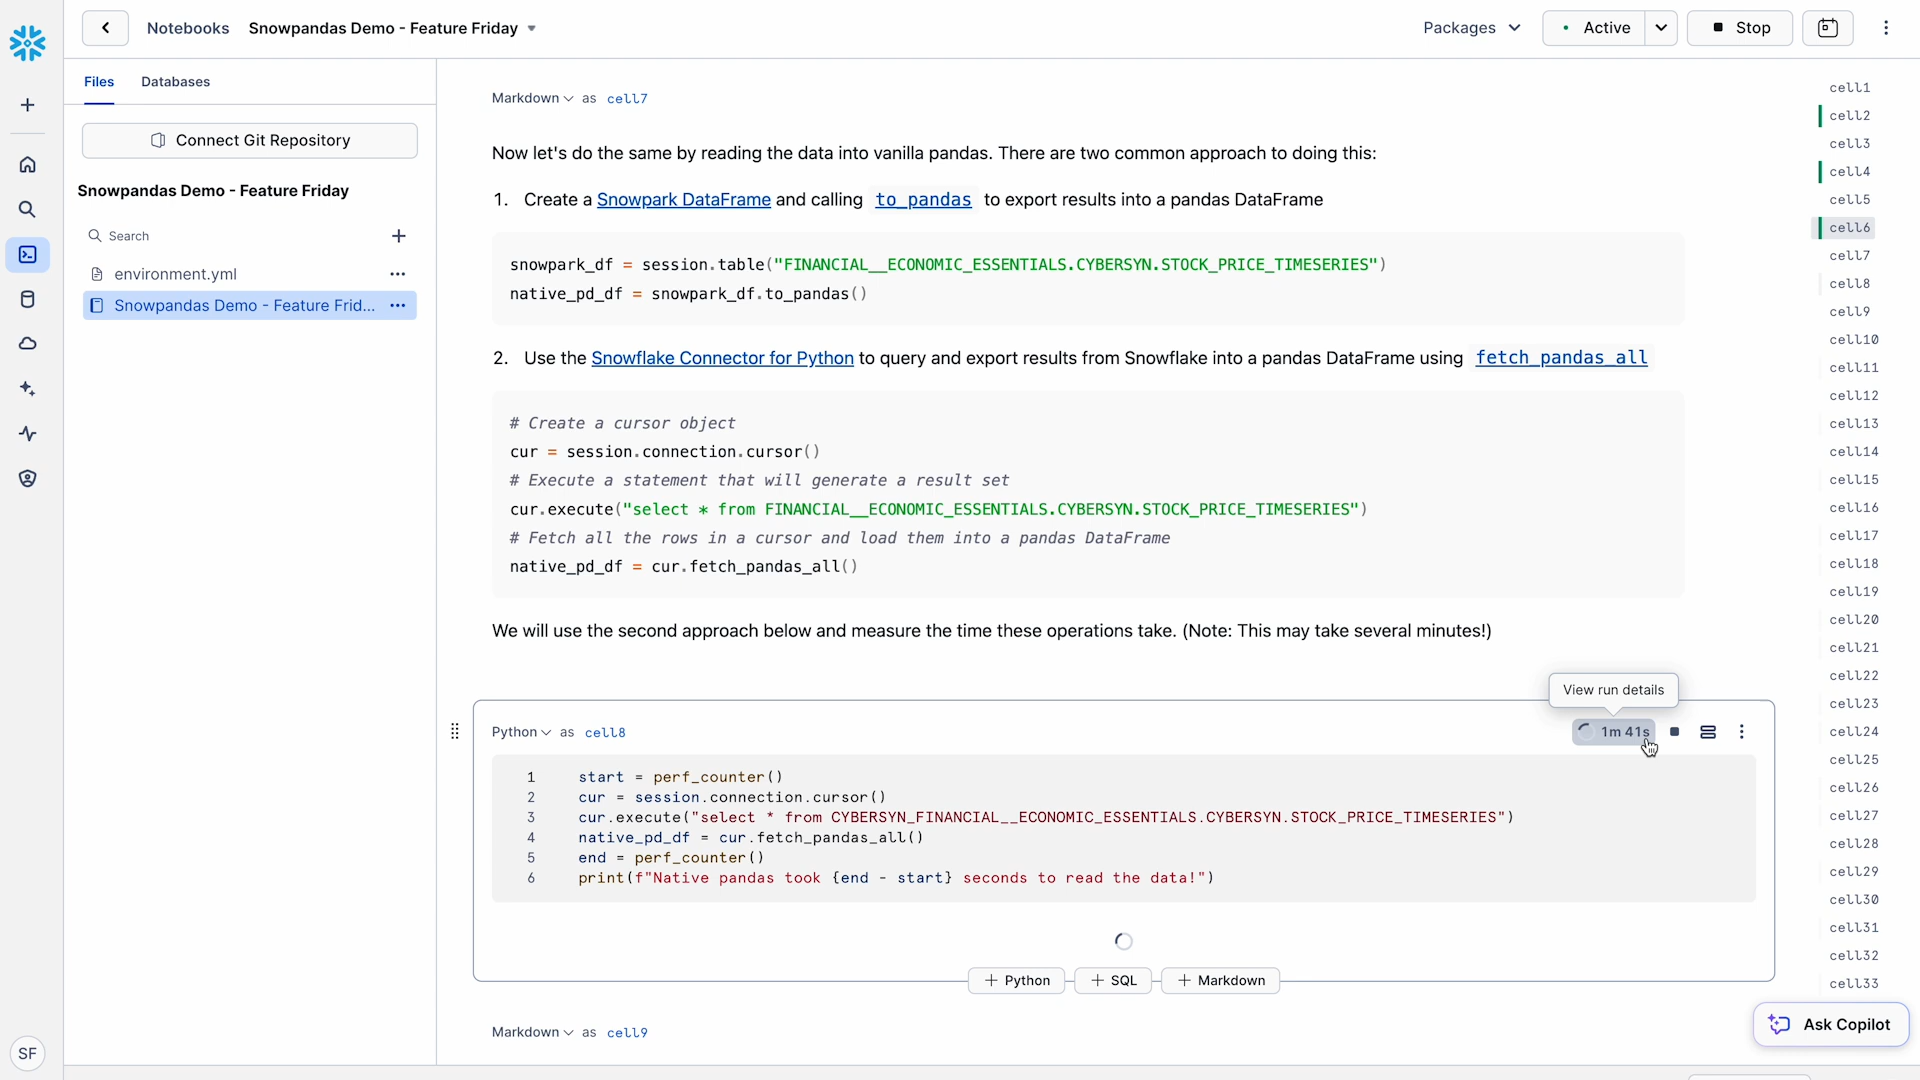 Notebooks Snowpandas Demo - Feature Friday
Packages
Active
Stop
Files Databases
Connect Git Repository
Snowpandas Demo - Feature Friday
Search
environment.yml
Snowpandas Demo - Feature Frid...
SF
Markdown as cell7
Now let's do the same by reading the data into vanilla pandas. There are two common approach to doing this:
1. Create a Snowpark DataFrame and calling to_pandas to export results into a pandas DataFrame
snowpark_df = session.table("FINANCIAL__ECONOMIC_ESSENTIALS.CYBERSYN.STOCK_PRICE_TIMESERIES")
native_pd_df = snowpark_df.to_pandas()
2. Use the Snowflake Connector for Python to query and export results from Snowflake into a pandas DataFrame using fetch_pandas_all
# Create a cursor object
cur = session.connection.cursor()
# Execute a statement that will generate a result set
cur.execute("select * from FINANCIAL__ECONOMIC_ESSENTIALS.CYBERSYN.STOCK_PRICE_TIMESERIES")
# Fetch all the rows in a cursor and load them into a pandas DataFrame
native_pd_df = cur.fetch_pandas_all()
We will use the second approach below and measure the time these operations take. (Note: This may take several minutes!)
View run details
Python as cell8
1m 41s
1 start = perf_counter()
2 cur = session.connection.cursor()
3 cur.execute("select * from CYBERSYN_FINANCIAL__ECONOMIC_ESSENTIALS.CYBERSYN.STOCK_PRICE_TIMESERIES")
4 native_pd_df = cur.fetch_pandas_all()
5 end = perf_counter()
6 print(f"Native pandas took {end - start} seconds to read the data!")
+ Python + SQL + Markdown
Markdown as cell9
cell1
cell2
cell3
cell4
cell5
cell6
cell7
cell8
cell9
cell10
cell11
cell12
cell13
cell14
cell15
cell16
cell17
cell18
cell19
cell20
cell21
cell22
cell23
cell24
cell25
cell26
cell27
cell28
cell29
cell30
cell31
cell32
cell33
Ask Copilot